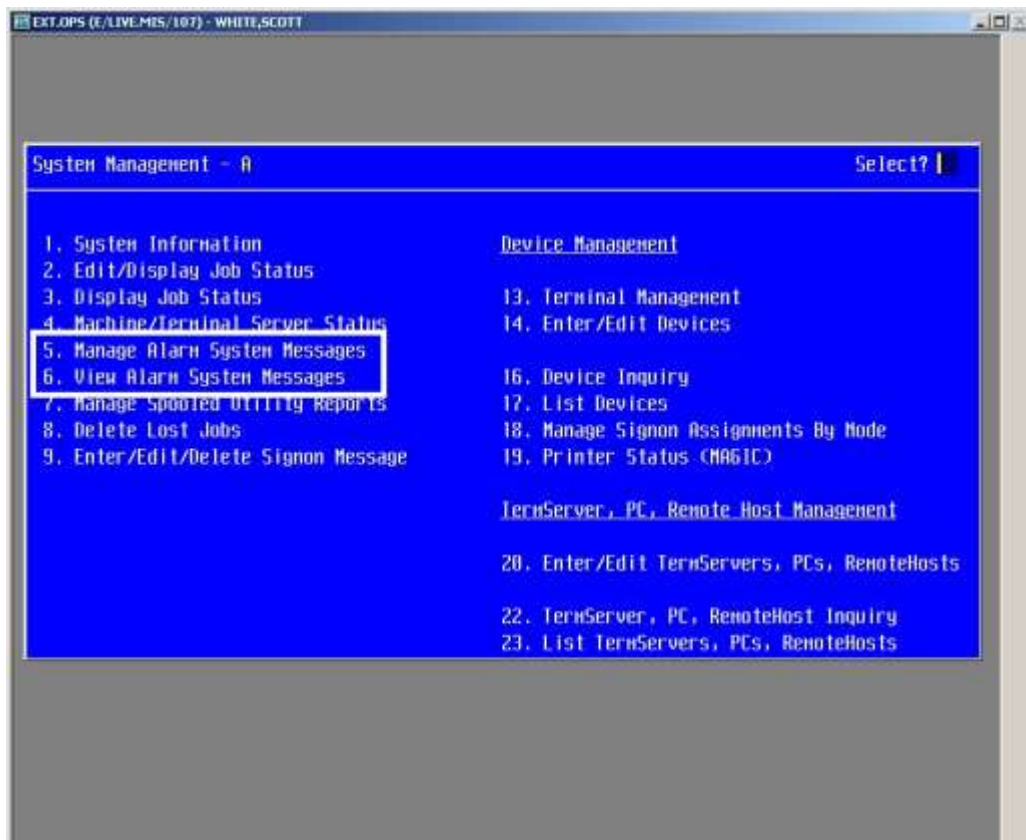 EXT.OPS (E/LIVE.MIS/107) - WHITE,SCOTT
System Management - A Select?
1. System Information
2. Edit/Display Job Status
3. Display Job Status
4. Machine/Terminal Server Status
5. Manage Alarm System Messages
6. View Alarm System Messages
7. Manage Spooled Utility Reports
8. Delete Lost Jobs
9. Enter/Edit/Delete Signon Message
Device Management
13. Terminal Management
14. Enter/Edit Devices
16. Device Inquiry
17. List Devices
18. Manage Signon Assignments By Node
19. Printer Status (MAGIC)
TermServer, PC, Remote Host Management
20. Enter/Edit TermServers, PCs, RemoteHosts
22. TermServer, PC, RemoteHost Inquiry
23. List TermServers, PCs, RemoteHosts